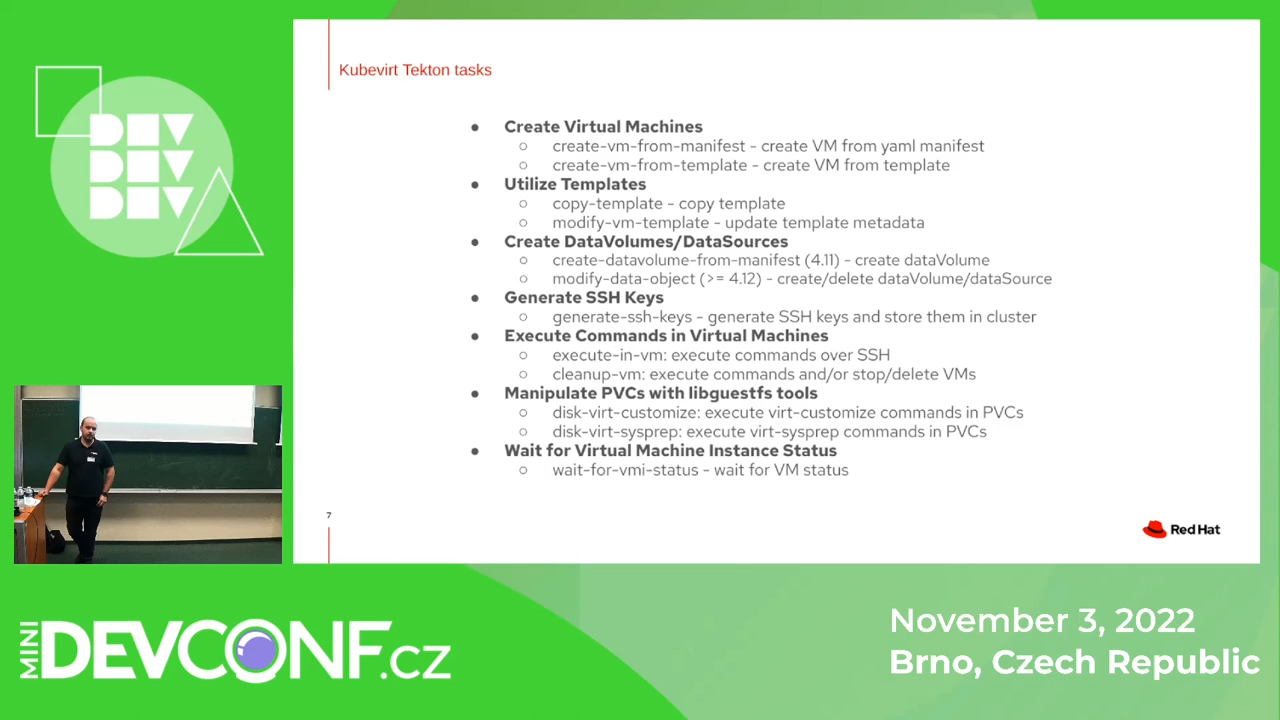 Kubevirt Tekton tasks
● Create Virtual Machines
○ create-vm-from-manifest - create VM from yaml manifest
○ create-vm-from-template - create VM from template
● Utilize Templates
○ copy-template - copy template
○ modify-vm-template - update template metadata
● Create DataVolumes/DataSources
○ create-datavolume-from-manifest (4.11) - create dataVolume
○ modify-data-object (>= 4.12) - create/delete dataVolume/dataSource
● Generate SSH Keys
○ generate-ssh-keys - generate SSH keys and store them in cluster
● Execute Commands in Virtual Machines
○ execute-in-vm: execute commands over SSH
○ cleanup-vm: execute commands and/or stop/delete VMs
● Manipulate PVCs with libguestfs tools
○ disk-virt-customize: execute virt-customize commands in PVCs
○ disk-virt-sysprep: execute virt-sysprep commands in PVCs
● Wait for Virtual Machine Instance Status
○ wait-for-vmi-status - wait for VM status
7
Red Hat
DEV
DEV
DEV
MINI DEVCONF.cz
November 3, 2022
Brno, Czech Republic